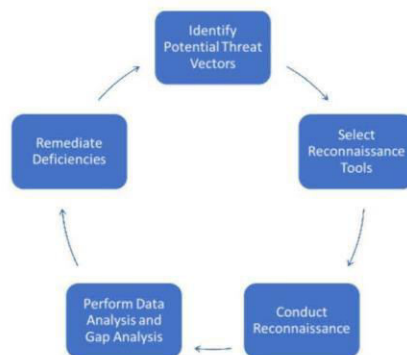 Identify
Potential Threat
Vectors
Select
Reconnaissance
Tools
Conduct
Reconnaissance
Perform Data
Analysis and
Gap Analysis
Remediate
Deficiencies